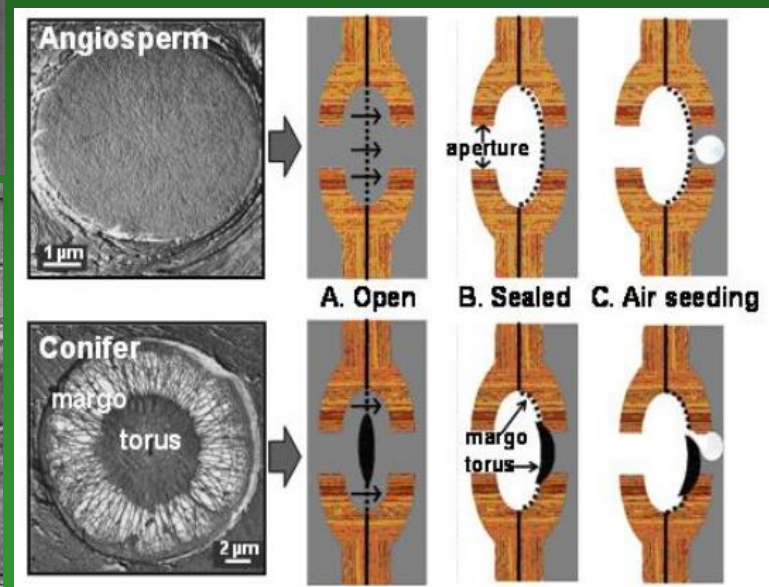 Angiosperm
1 µm
aperture
A. Open B. Sealed C. Air seeding
Conifer
margo
torus
2 µm
margo
torus